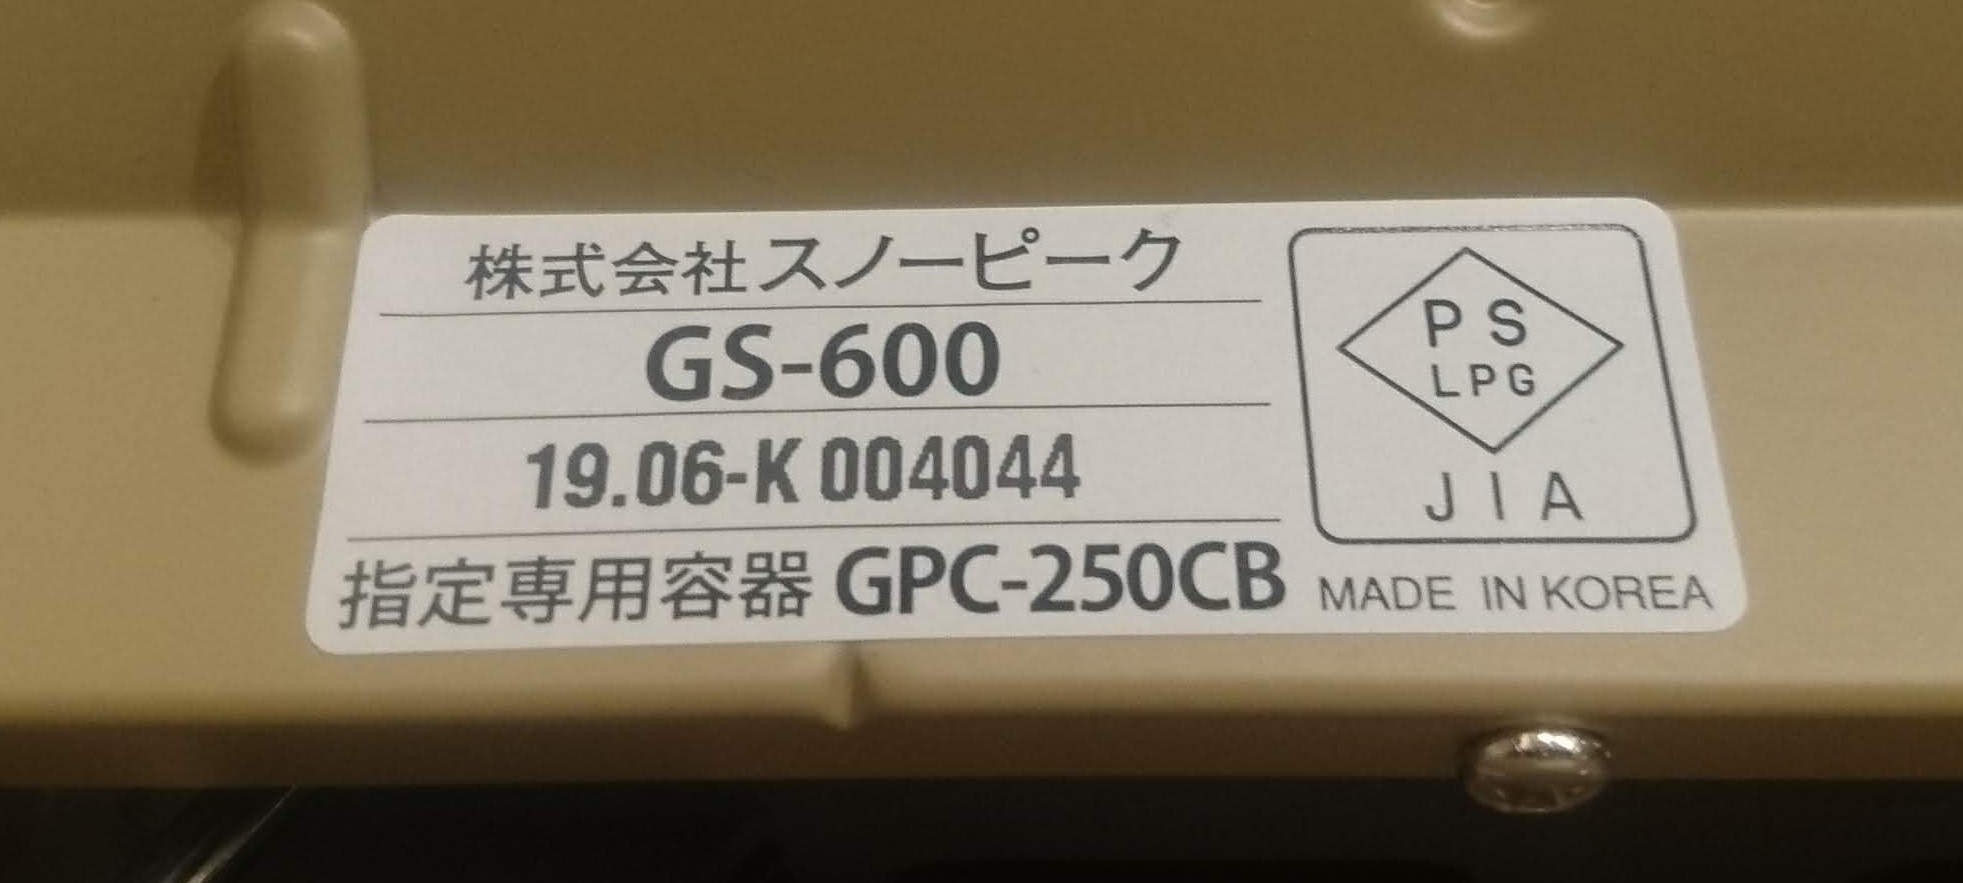 株式会社スノーピーク
GS-600
19.06-K 004044
指定専用容器 GPC-250CB
PS
LPG
JIA
MADE IN KOREA